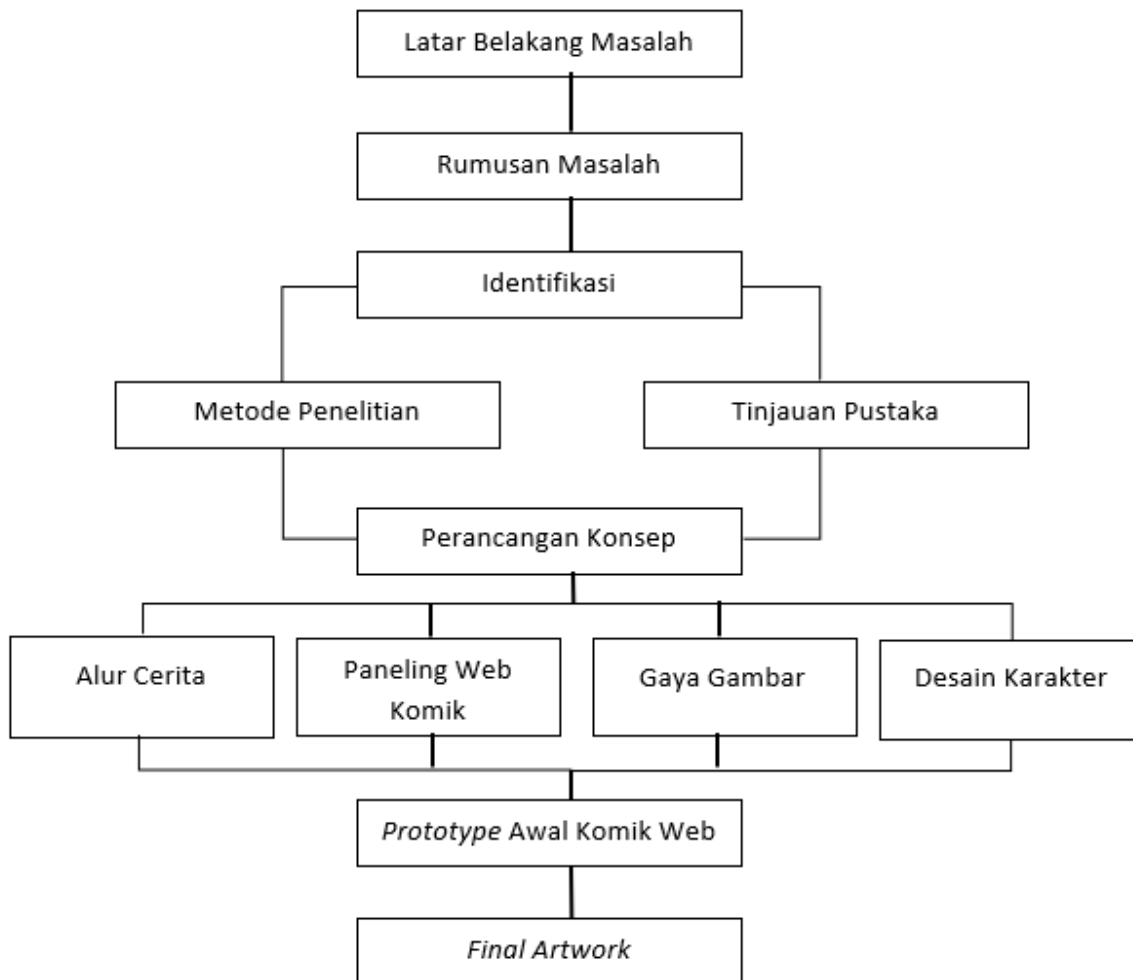 Latar Belakang Masalah
Rumusan Masalah
Identifikasi
Metode Penelitian
Tinjauan Pustaka
Perancangan Konsep
Alur Cerita
Paneling Web
Komik
Gaya Gambar
Desain Karakter
Prototype Awal Komik Web
Final Artwork